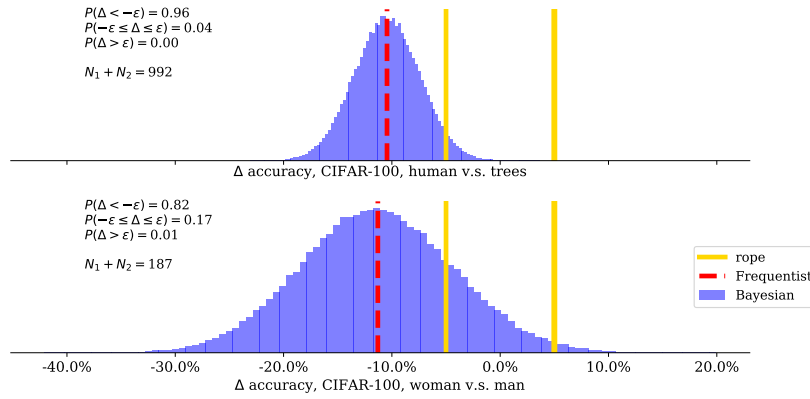 P(Δ < −ε) = 0.96
P(−ε ≤ Δ ≤ ε) = 0.04
P(Δ > ε) = 0.00
N₁ + N₂ = 992
Δ accuracy, CIFAR-100, human v.s. trees
P(Δ < −ε) = 0.82
P(−ε ≤ Δ ≤ ε) = 0.17
P(Δ > ε) = 0.01
N₁ + N₂ = 187
rope
Frequentist
Bayesian
-40.0% -30.0% -20.0% -10.0% 0.0% 10.0% 20.0%
Δ accuracy, CIFAR-100, woman v.s. man